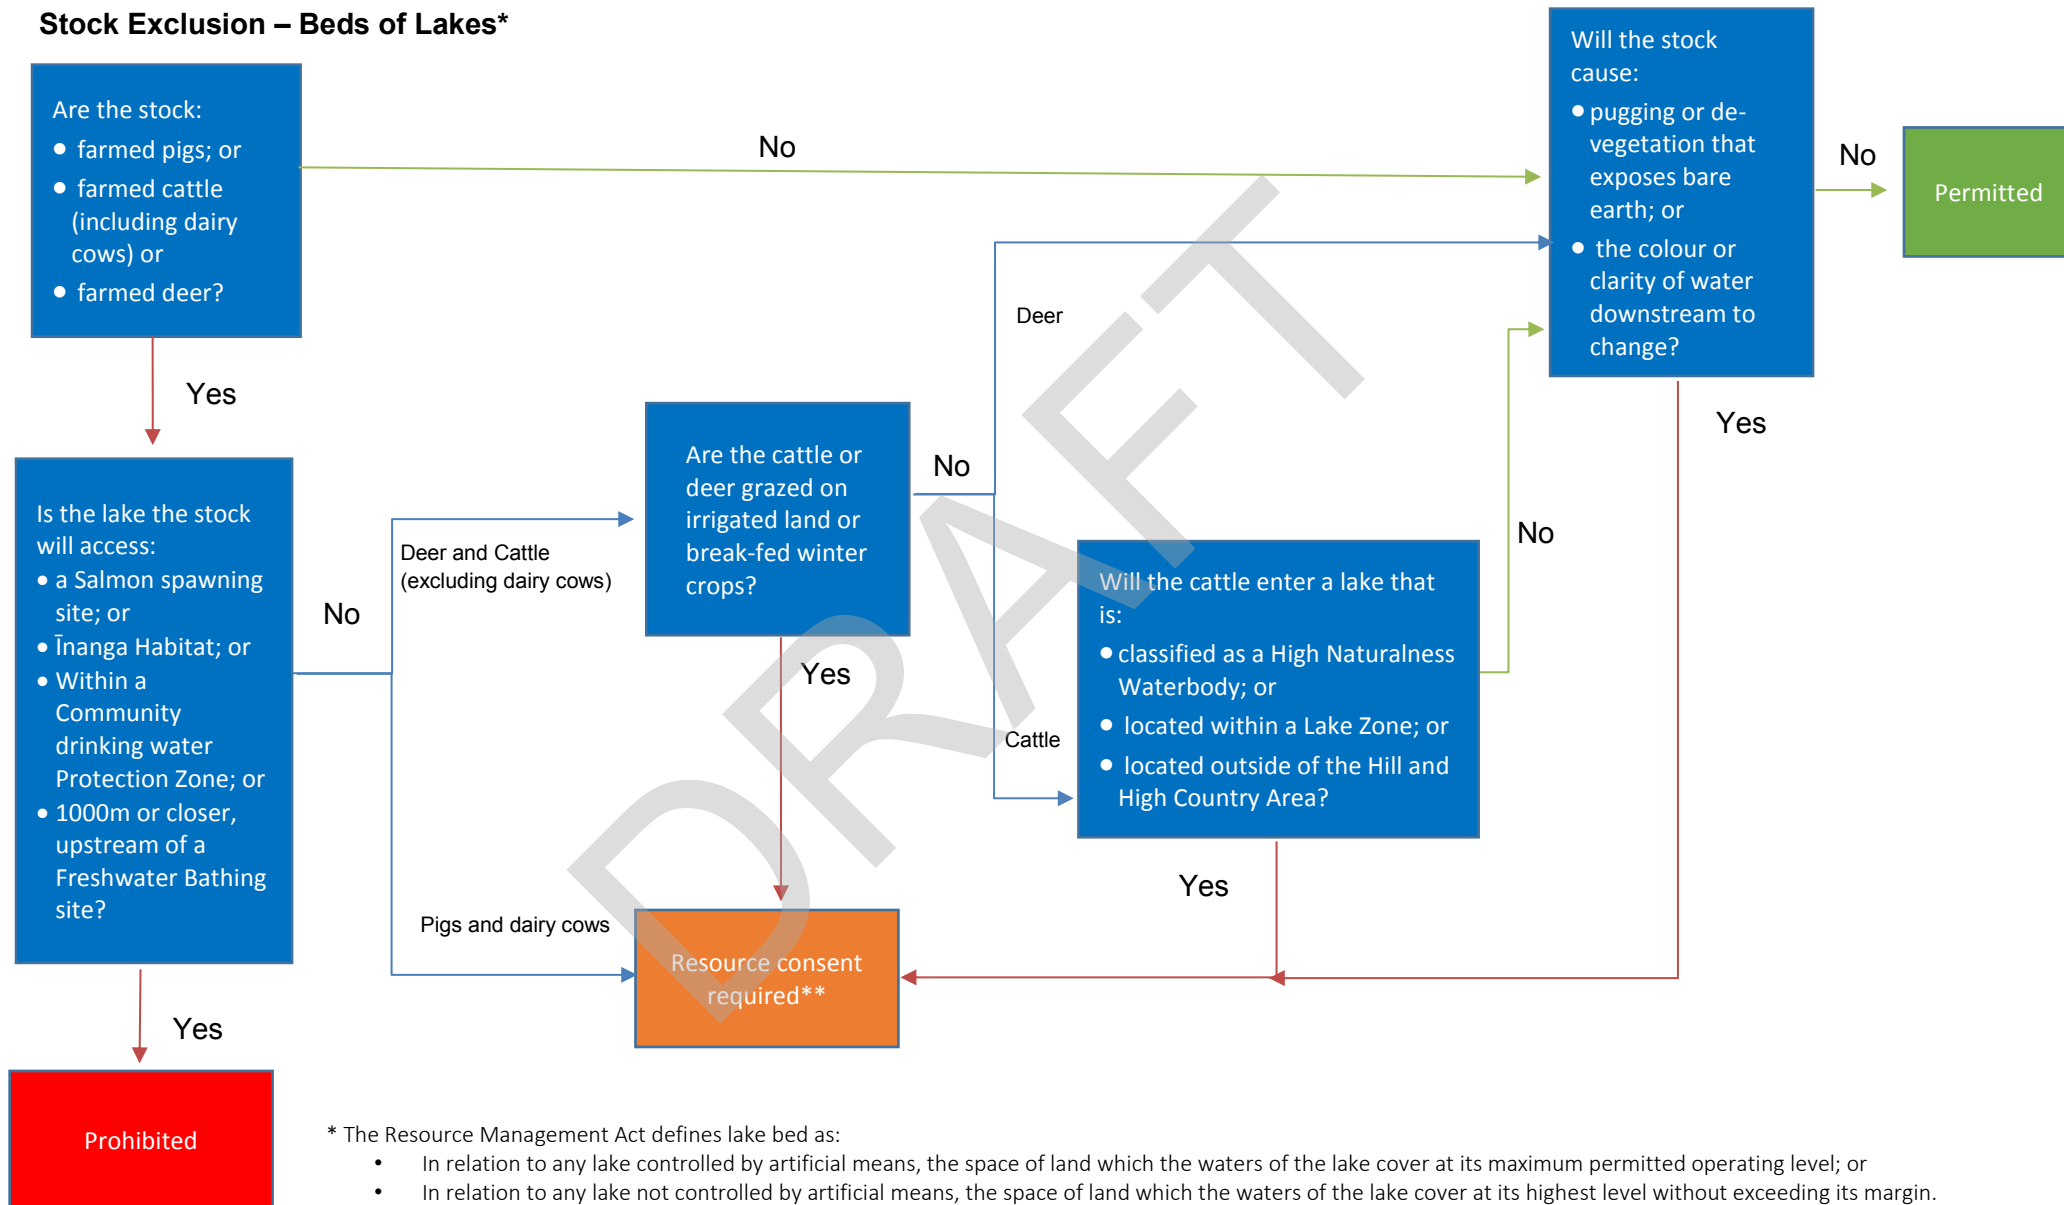 Stock Exclusion – Beds of Lakes*
Are the stock:
• farmed pigs; or
• farmed cattle
(including dairy
cows) or
• farmed deer?
No
Will the stock
cause:
• pugging or de-
vegetation that
exposes bare
earth; or
• the colour or
clarity of water
downstream to
change?
No
Permitted
Yes
Is the lake the stock
will access:
• a Salmon spawning
site; or
• Īnanga Habitat; or
• Within a
Community
drinking water
Protection Zone; or
• 1000m or closer,
upstream of a
Freshwater Bathing
site?
No
Deer and Cattle
(excluding dairy cows)
Pigs and dairy cows
Are the cattle or
deer grazed on
irrigated land or
break-fed winter
crops?
No
Deer
Cattle
Yes
Will the cattle enter a lake that
is:
• classified as a High Naturalness
Waterbody; or
• located within a Lake Zone; or
• located outside of the Hill and
High Country Area?
No
Yes
Yes
Resource consent
required**
Yes
Prohibited
DRAFT
* The Resource Management Act defines lake bed as:
• In relation to any lake controlled by artificial means, the space of land which the waters of the lake cover at its maximum permitted operating level; or
• In relation to any lake not controlled by artificial means, the space of land which the waters of the lake cover at its highest level without exceeding its margin.